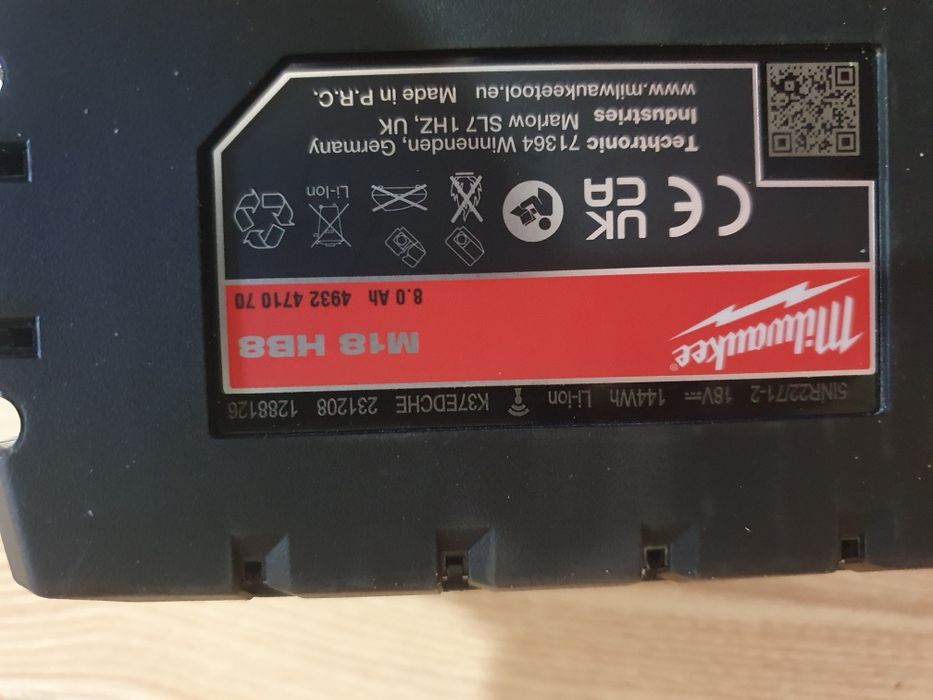 5INR22/71-2 18V⎓ 144Wh Li-Ion K37EDCHE 231208 1288126
Milwaukee®
M18 HB8
8.0 Ah 4932 4710 70
CE UK CA
Li-Ion
Techtronic Industries
71364 Winnenden, Germany
Marlow SL7 1HZ, UK
www.milwaukeetool.eu Made in P.R.C.